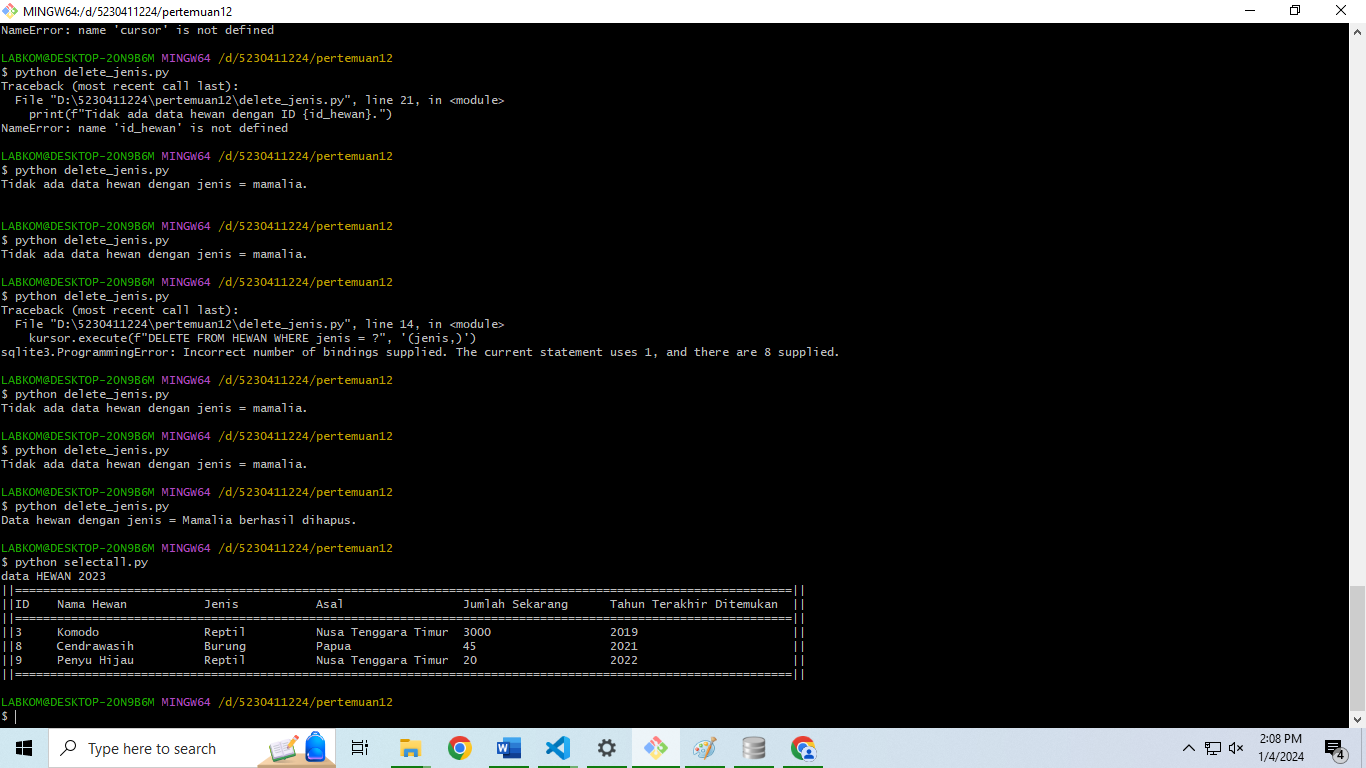 MINGW64:/d/5230411224/pertemuan12
NameError: name 'cursor' is not defined
LABKOM@DESKTOP-2ON9B6M MINGW64 /d/5230411224/pertemuan12
$ python delete_jenis.py
Traceback (most recent call last):
  File "D:\5230411224\pertemuan12\delete_jenis.py", line 21, in <module>
    print(f"Tidak ada data hewan dengan ID {id_hewan}.")
NameError: name 'id_hewan' is not defined
LABKOM@DESKTOP-2ON9B6M MINGW64 /d/5230411224/pertemuan12
$ python delete_jenis.py
Tidak ada data hewan dengan jenis = mamalia.
LABKOM@DESKTOP-2ON9B6M MINGW64 /d/5230411224/pertemuan12
$ python delete_jenis.py
Tidak ada data hewan dengan jenis = mamalia.
LABKOM@DESKTOP-2ON9B6M MINGW64 /d/5230411224/pertemuan12
$ python delete_jenis.py
Traceback (most recent call last):
  File "D:\5230411224\pertemuan12\delete_jenis.py", line 14, in <module>
    kursor.execute(f"DELETE FROM HEWAN WHERE jenis = ?", '(jenis,)')
sqlite3.ProgrammingError: Incorrect number of bindings supplied. The current statement uses 1, and there are 8 supplied.
LABKOM@DESKTOP-2ON9B6M MINGW64 /d/5230411224/pertemuan12
$ python delete_jenis.py
Tidak ada data hewan dengan jenis = mamalia.
LABKOM@DESKTOP-2ON9B6M MINGW64 /d/5230411224/pertemuan12
$ python delete_jenis.py
Tidak ada data hewan dengan jenis = mamalia.
LABKOM@DESKTOP-2ON9B6M MINGW64 /d/5230411224/pertemuan12
$ python delete_jenis.py
Data hewan dengan jenis = Mamalia berhasil dihapus.
LABKOM@DESKTOP-2ON9B6M MINGW64 /d/5230411224/pertemuan12
$ python selectall.py
data HEWAN 2023
||===============================================================================================================||
||ID    Nama Hewan           Jenis           Asal                 Jumlah Sekarang      Tahun Terakhir Ditemukan  ||
||===============================================================================================================||
||3     Komodo               Reptil          Nusa Tenggara Timur  3000                 2019                      ||
||8     Cendrawasih          Burung          Papua                45                   2021                      ||
||9     Penyu Hijau          Reptil          Nusa Tenggara Timur  20                   2022                      ||
||===============================================================================================================||
LABKOM@DESKTOP-2ON9B6M MINGW64 /d/5230411224/pertemuan12
$
Type here to search
2:08 PM
1/4/2024
4